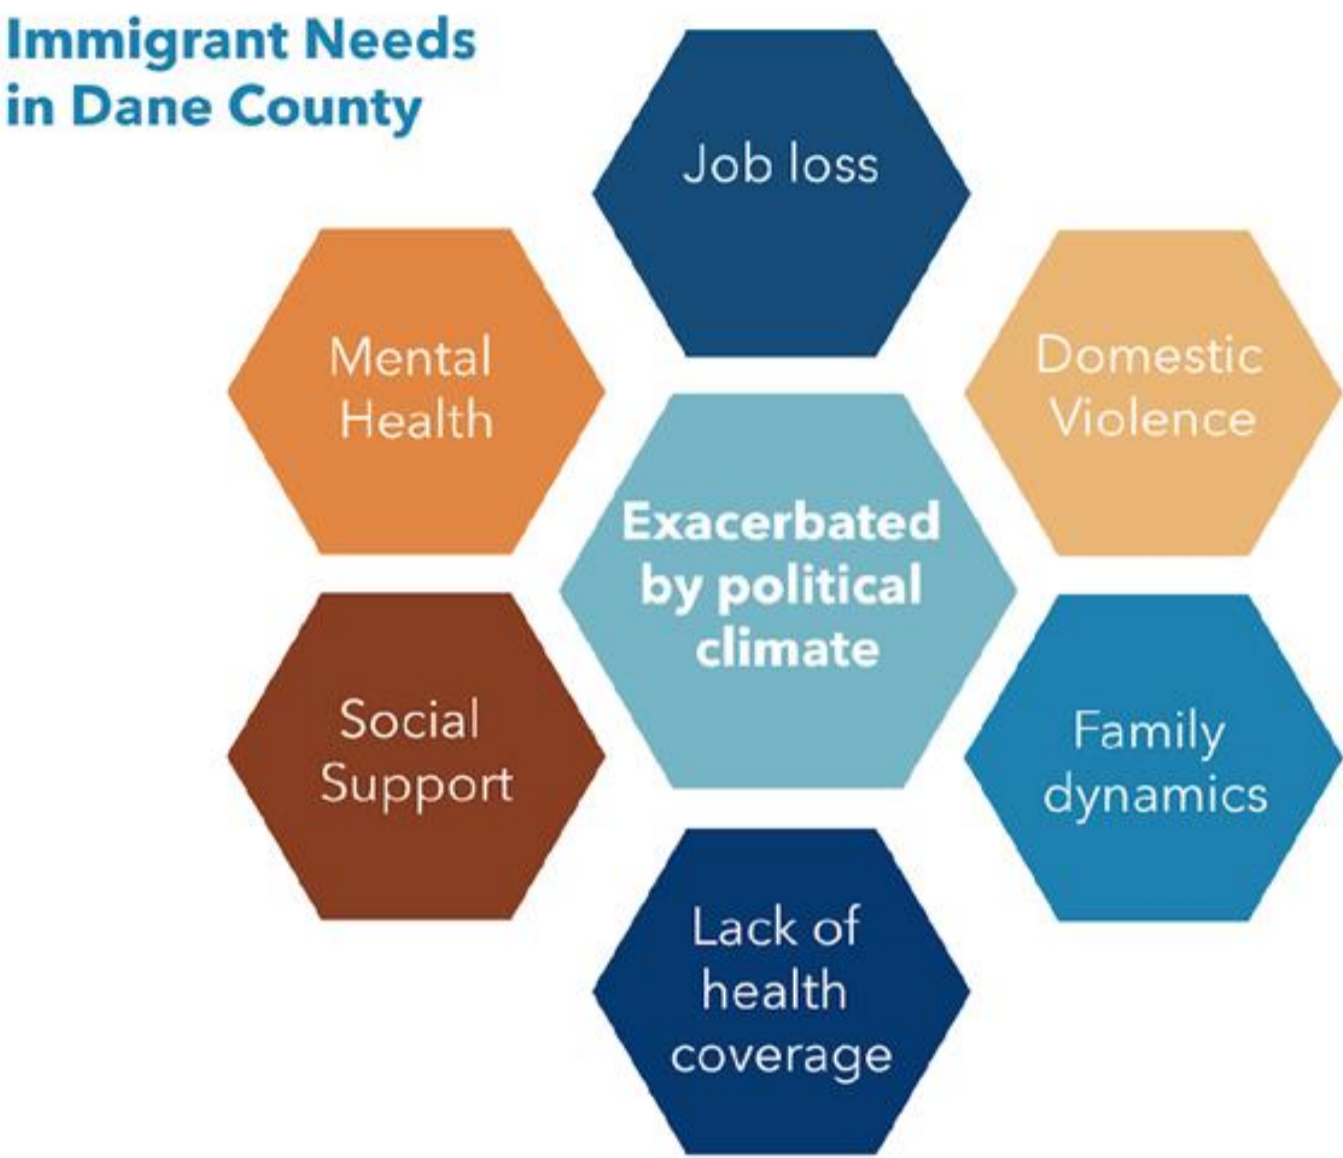 Immigrant Needs
in Dane County
Job loss
Mental
Health
Domestic
Violence
Exacerbated
by political
climate
Social
Support
Family
dynamics
Lack of
health
coverage